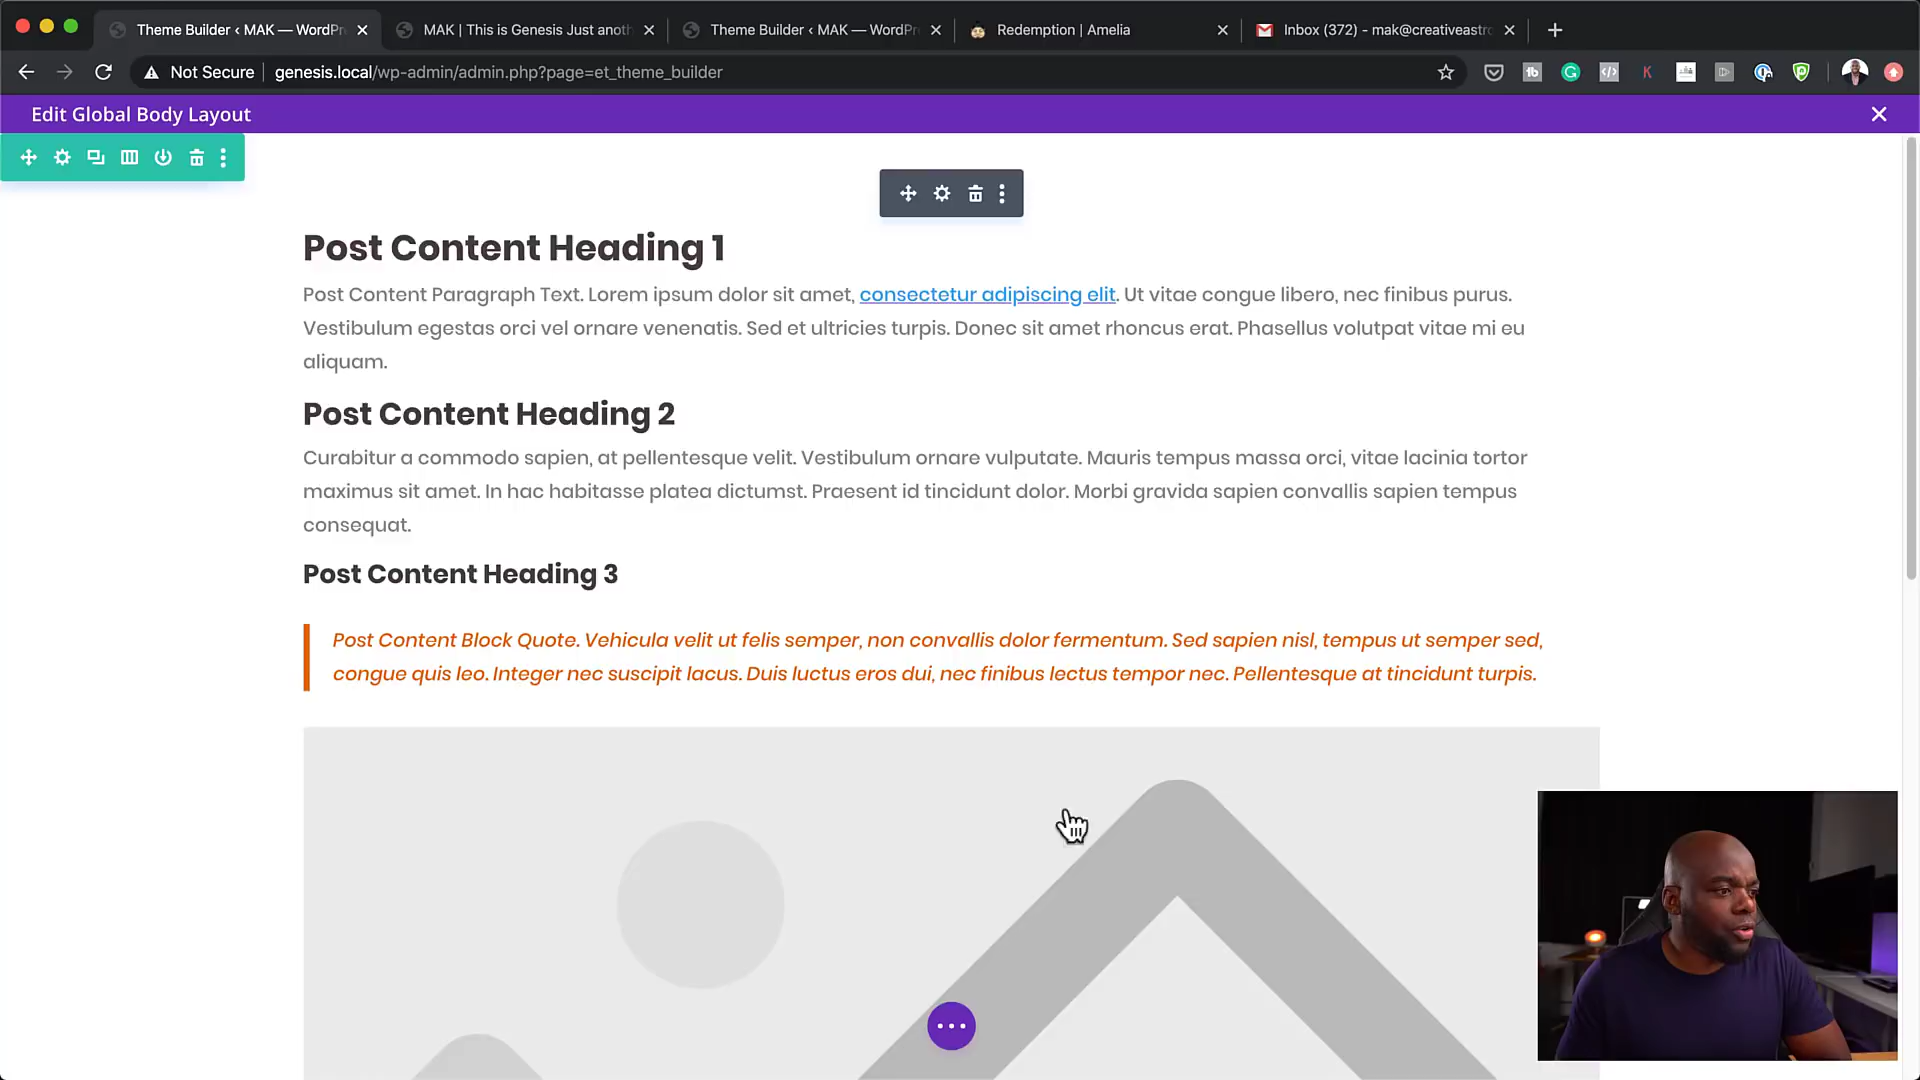 Theme Builder ‹ MAK — WordPr
MAK | This is Genesis Just anoth
Theme Builder ‹ MAK — WordPr
Redemption | Amelia
Inbox (372) - mak@creativeastro
Not Secure
genesis.local/wp-admin/admin.php?page=et_theme_builder
Edit Global Body Layout
Post Content Heading 1
Post Content Paragraph Text. Lorem ipsum dolor sit amet, consectetur adipiscing elit. Ut vitae congue libero, nec finibus purus.
Vestibulum egestas orci vel ornare venenatis. Sed et ultricies turpis. Donec sit amet rhoncus erat. Phasellus volutpat vitae mi eu
aliquam.
Post Content Heading 2
Curabitur a commodo sapien, at pellentesque velit. Vestibulum ornare vulputate. Mauris tempus massa orci, vitae lacinia tortor
maximus sit amet. In hac habitasse platea dictumst. Praesent id tincidunt dolor. Morbi gravida sapien convallis sapien tempus
consequat.
Post Content Heading 3
Post Content Block Quote. Vehicula velit ut felis semper, non convallis dolor fermentum. Sed sapien nisl, tempus ut semper sed,
congue quis leo. Integer nec suscipit lacus. Duis luctus eros dui, nec finibus lectus tempor nec. Pellentesque at tincidunt turpis.